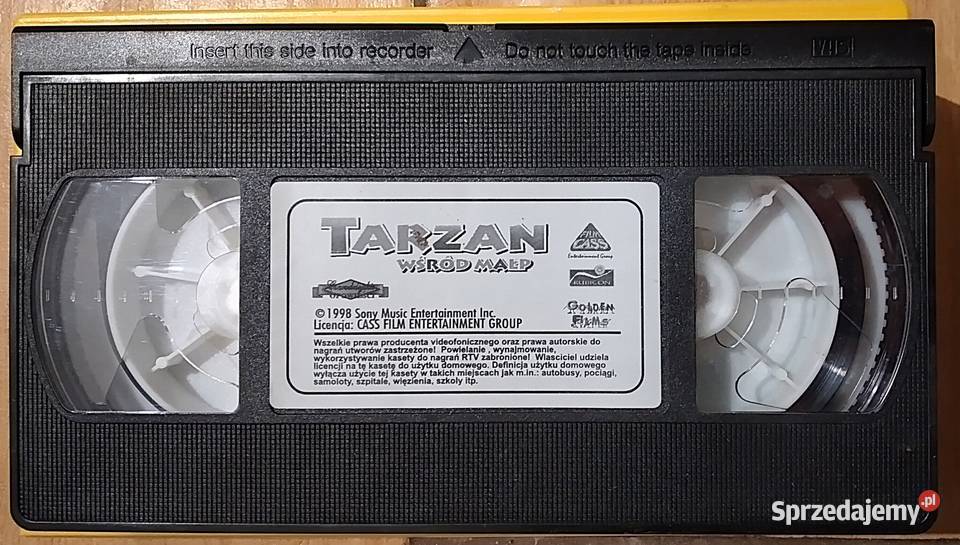 Insert this side into recorder Do not touch the tape inside VHS
TARZAN
WŚRÓD MAŁP
FILM
CASS
Entertainment Group
RUBICON
GOLDEN
FILMS
©1998 Sony Music Entertainment Inc.
Licencja: CASS FILM ENTERTAINMENT GROUP
Wszelkie prawa producenta videofonicznego oraz prawa autorskie do
nagrań utworów zastrzeżone! Powielanie , wynajmowanie,
wykorzystywanie kasety do nagrań RTV zabronione! Wlasciciel udziela
licencji na tę kasetę do użytku domowego. Definicja użytku domowego
wyłącza użycie tej kasety w takich miejscach jak m.in.: autobusy, pociągi,
samoloty, szpitale, więzienia, szkoły itp.
Sprzedajemy.pl